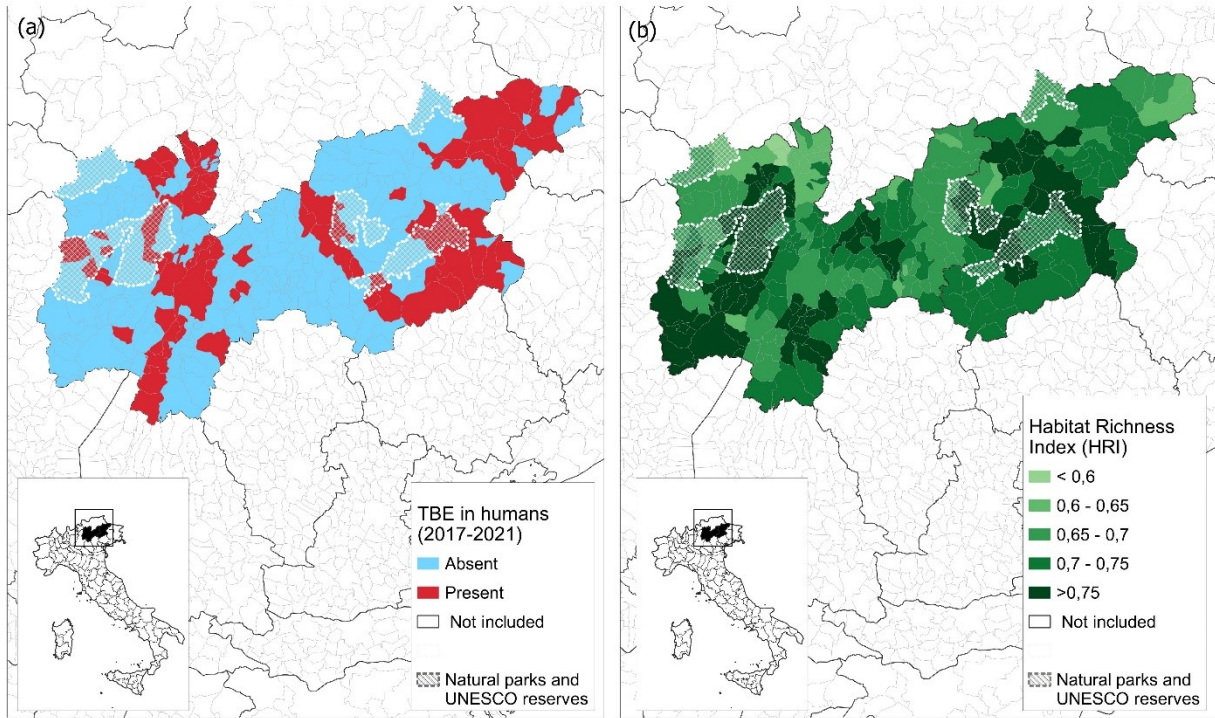 (a)
TBE in humans
(2017-2021)
Absent
Present
Not included
Natural parks and
UNESCO reserves
(b)
Habitat Richness
Index (HRI)
< 0,6
0,6 - 0,65
0,65 - 0,7
0,7 - 0,75
>0,75
Not included
Natural parks and
UNESCO reserves